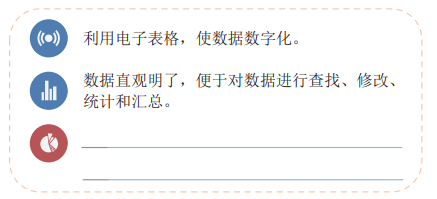 利用电子表格，使数据数字化。
数据直观明了，便于对数据进行查找、修改、
统计和汇总。